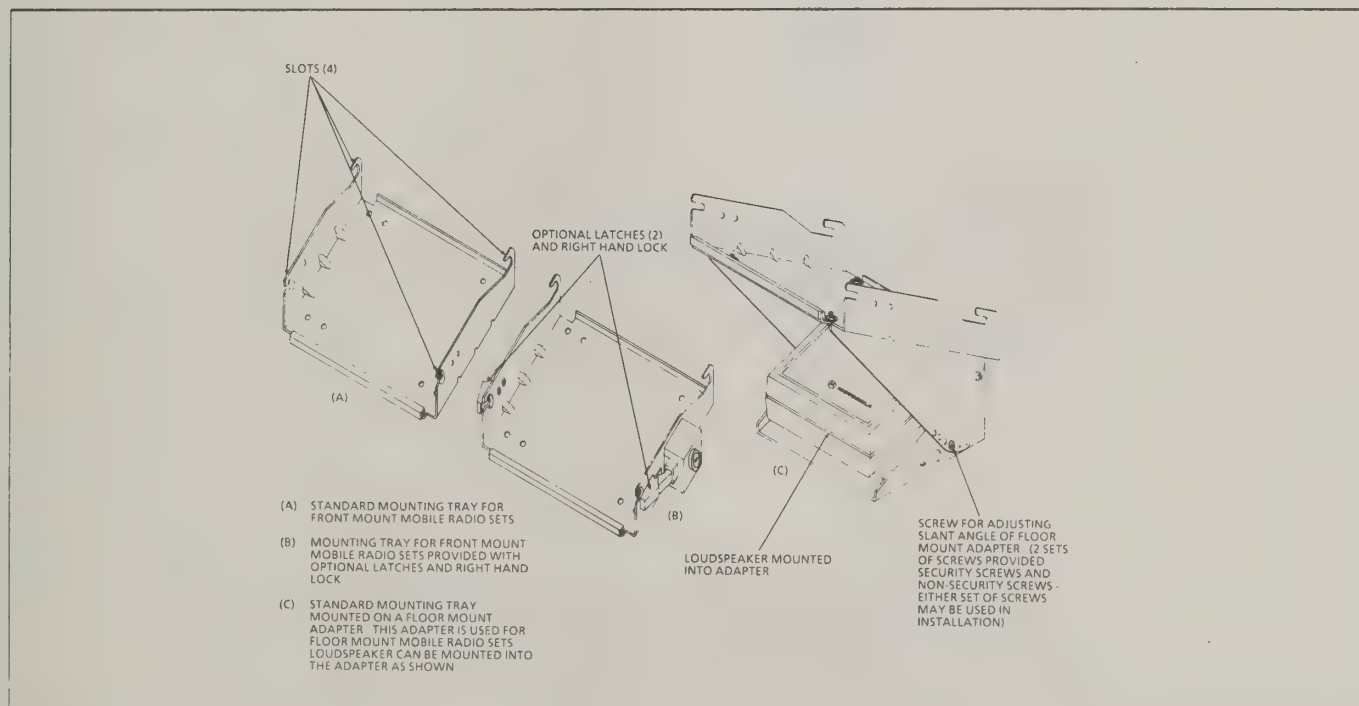 SLOTS (4)
OPTIONAL LATCHES (2)
AND RIGHT HAND LOCK
(A)
(B)
(C)
(A) STANDARD MOUNTING TRAY FOR
FRONT MOUNT MOBILE RADIO SETS
(B) MOUNTING TRAY FOR FRONT MOUNT
MOBILE RADIO SETS PROVIDED WITH
OPTIONAL LATCHES AND RIGHT HAND
LOCK
(C) STANDARD MOUNTING TRAY
MOUNTED ON A FLOOR MOUNT
ADAPTER THIS ADAPTER IS USED FOR
FLOOR MOUNT MOBILE RADIO SETS
LOUDSPEAKER CAN BE MOUNTED INTO
THE ADAPTER AS SHOWN
LOUDSPEAKER MOUNTED
INTO ADAPTER
SCREW FOR ADJUSTING
SLANT ANGLE OF FLOOR
MOUNT ADAPTER (2 SETS
OF SCREWS PROVIDED
SECURITY SCREWS AND
NON-SECURITY SCREWS -
EITHER SET OF SCREWS
MAY BE USED IN
INSTALLATION)